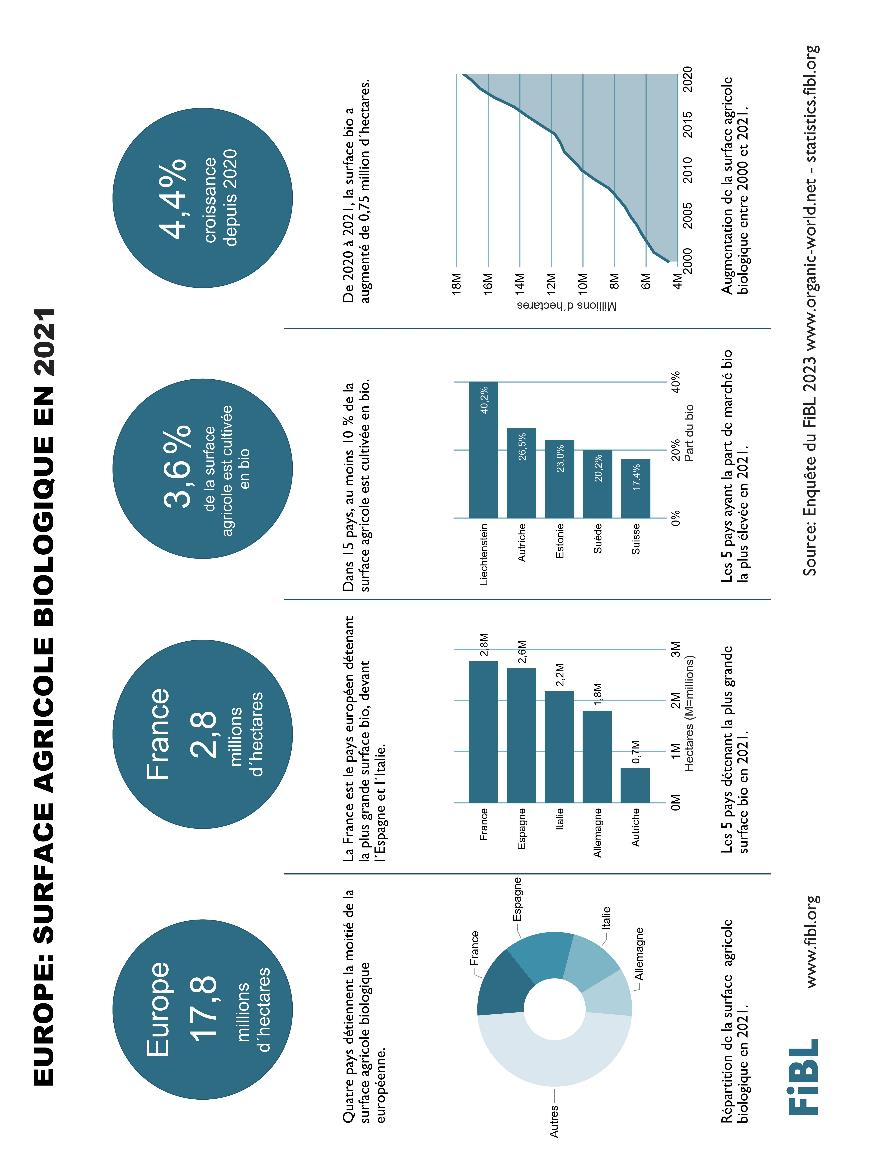 EUROPE: SURFACE AGRICOLE BIOLOGIQUE EN 2021
Europe
17,8
millions
d'hectares
Quatre pays détiennent la moitié de la
surface agricole biologique
européenne.
France
Espagne
Italie
Allemagne
Autres
Répartition de la surface agricole
biologique en 2021.
France
2,8
millions
d'hectares
La France est le pays européen détenant
la plus grande surface bio, devant
l'Espagne et l'Italie.
France 2,8M
Espagne 2,6M
Italie 2,2M
Allemagne 1,8M
Autriche 0,7M
0M 1M 2M 3M
Hectares (M=millions)
Les 5 pays détenant la plus grande
surface bio en 2021.
3,6%
de la surface
agricole est cultivée
en bio
Dans 15 pays, au moins 10 % de la
surface agricole est cultivée en bio.
Liechtenstein 40,2%
Autriche 26,5%
Estonie 23,0%
Suède 20,2%
Suisse 17,4%
0% 20% 40%
Part du bio
Les 5 pays ayant la part de marché bio
la plus élevée en 2021.
4,4%
croissance
depuis 2020
De 2020 à 2021, la surface bio a
augmenté de 0,75 million d'hectares.
Millions d'hectares
18M
16M
14M
12M
10M
8M
6M
4M
2000 2005 2010 2015 2020
Augmentation de la surface agricole
biologique entre 2000 et 2021.
FiBL
www.fibl.org
Source: Enquête du FiBL 2023 www.organic-world.net – statistics.fibl.org